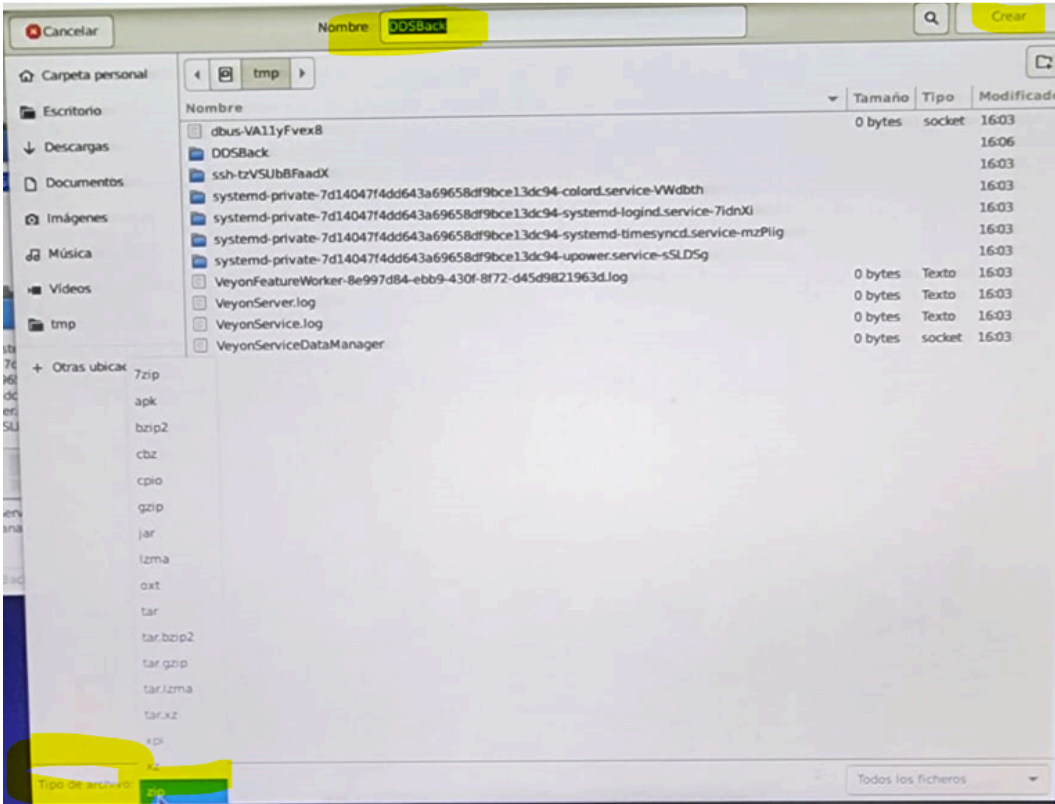 Cancelar
Nombre DDSBack
Crear
Carpeta personal
Escritorio
Descargas
Documentos
Imágenes
Música
Vídeos
tmp
+ Otras ubicac
tmp
Nombre Tamaño Tipo Modificado
dbus-VA11yFvex8 0 bytes socket 16:03
DDSBack 16:06
ssh-tzVSUbBFaadX 16:03
systemd-private-7d14047f4dd643a69658df9bce13dc94-colord.service-VWdbth 16:03
systemd-private-7d14047f4dd643a69658df9bce13dc94-systemd-logind.service-7idnXi 16:03
systemd-private-7d14047f4dd643a69658df9bce13dc94-systemd-timesyncd.service-mzPlig 16:03
systemd-private-7d14047f4dd643a69658df9bce13dc94-upower.service-sSLDSg 16:03
VeyonFeatureWorker-8e997d84-ebb9-430f-8f72-d45d9821963d.log 0 bytes Texto 16:03
VeyonServer.log 0 bytes Texto 16:03
VeyonService.log 0 bytes Texto 16:03
VeyonServiceDataManager 0 bytes socket 16:03
7zip
apk
bzip2
cbz
cpio
gzip
jar
lzma
oxt
tar
tar.bzip2
tar.gzip
tar.lzma
tar.xz
xpi
xz
Tipo de archivo: zip
Todos los ficheros